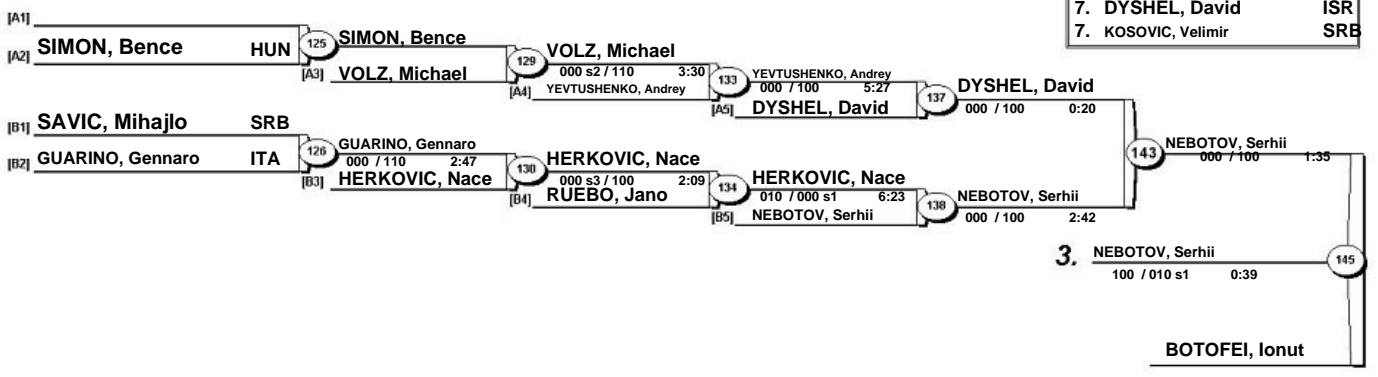 7. DYSHEL, David ISR
7. KOSOVIC, Velimir SRB
[A1]
[A2] SIMON, Bence HUN
125
SIMON, Bence
[A3] VOLZ, Michael
129
VOLZ, Michael
000 s2 / 110 3:30
[A4] YEVTUSHENKO, Andrey
133
YEVTUSHENKO, Andrey
000 / 100 5:27
[A5] DYSHEL, David
137
DYSHEL, David
000 / 100 0:20
[B1] SAVIC, Mihajlo SRB
[B2] GUARINO, Gennaro ITA
126
GUARINO, Gennaro
000 / 110 2:47
[B3] HERKOVIC, Nace
130
HERKOVIC, Nace
000 s3 / 100 2:09
[B4] RUEBO, Jano
134
HERKOVIC, Nace
010 / 000 s1 6:23
[B5] NEBOTOV, Serhii
138
NEBOTOV, Serhii
000 / 100 2:42
143
NEBOTOV, Serhii
000 / 100 1:35
3. NEBOTOV, Serhii
100 / 010 s1 0:39
145
BOTOFEI, Ionut